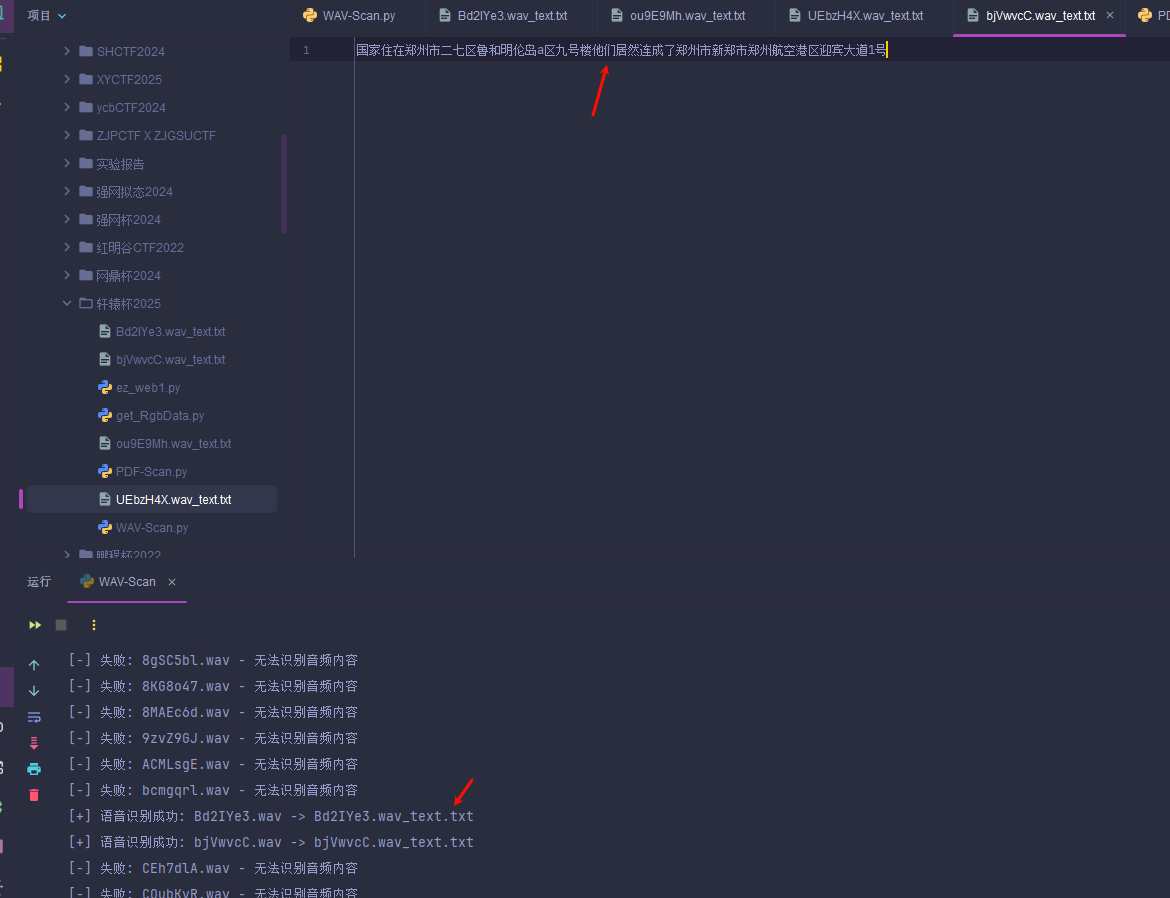 项目
WAV-Scan.py
Bd2IYe3.wav_text.txt
ou9E9Mh.wav_text.txt
UEbzH4X.wav_text.txt
bjVwvcC.wav_text.txt
PD
1
国家住在郑州市二七区鲁和明伦岛a区九号楼他们居然连成了郑州市新郑市郑州航空港区迎宾大道1号
SHCTF2024
XYCTF2025
ycbCTF2024
ZJPCTF X ZJGSUCTF
实验报告
强网拟态2024
强网杯2024
红明谷CTF2022
网鼎杯2024
轩辕杯2025
Bd2IYe3.wav_text.txt
bjVwvcC.wav_text.txt
ez_web1.py
get_RgbData.py
ou9E9Mh.wav_text.txt
PDF-Scan.py
UEbzH4X.wav_text.txt
WAV-Scan.py
鹏程杯2022
运行
WAV-Scan
[-] 失败: 8gSC5bl.wav - 无法识别音频内容
[-] 失败: 8KG8o47.wav - 无法识别音频内容
[-] 失败: 8MAEc6d.wav - 无法识别音频内容
[-] 失败: 9zvZ9GJ.wav - 无法识别音频内容
[-] 失败: ACMLsgE.wav - 无法识别音频内容
[-] 失败: bcmgqrl.wav - 无法识别音频内容
[+] 语音识别成功: Bd2IYe3.wav -> Bd2IYe3.wav_text.txt
[+] 语音识别成功: bjVwvcC.wav -> bjVwvcC.wav_text.txt
[-] 失败: CEh7dlA.wav - 无法识别音频内容
[-] 失败: COubKvR.wav - 无法识别音频内容